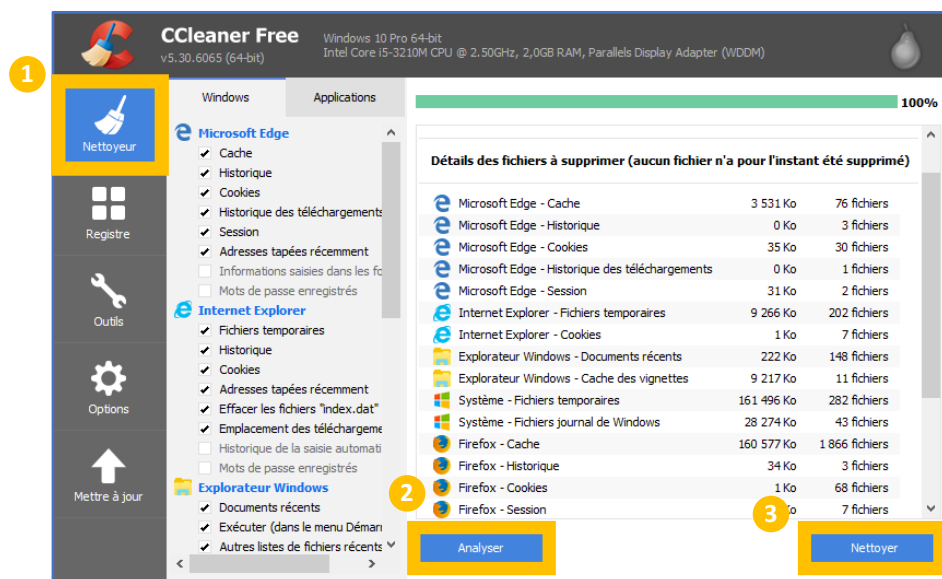 CCleaner Free
v5.30.6065 (64-bit)
Windows 10 Pro 64-bit
Intel Core i5-3210M CPU @ 2.50GHz, 2,0GB RAM, Parallels Display Adapter (WDDM)
1
Nettoyeur
Registre
Outils
Options
Mettre à jour
Windows Applications
Microsoft Edge
Cache
Historique
Cookies
Historique des téléchargements
Session
Adresses tapées récemment
Informations saisies dans les fo
Mots de passe enregistrés
Internet Explorer
Fichiers temporaires
Historique
Cookies
Adresses tapées récemment
Effacer les fichiers "index.dat"
Emplacement des téléchargeme
Historique de la saisie automati
Mots de passe enregistrés
Explorateur Windows
Documents récents
Exécuter (dans le menu Démarr
Autres listes de fichiers récents
100%
Détails des fichiers à supprimer (aucun fichier n'a pour l'instant été supprimé)
Microsoft Edge - Cache 3 531 Ko 76 fichiers
Microsoft Edge - Historique 0 Ko 3 fichiers
Microsoft Edge - Cookies 35 Ko 30 fichiers
Microsoft Edge - Historique des téléchargements 0 Ko 1 fichiers
Microsoft Edge - Session 31 Ko 2 fichiers
Internet Explorer - Fichiers temporaires 9 266 Ko 202 fichiers
Internet Explorer - Cookies 1 Ko 7 fichiers
Explorateur Windows - Documents récents 222 Ko 148 fichiers
Explorateur Windows - Cache des vignettes 9 217 Ko 11 fichiers
Système - Fichiers temporaires 161 496 Ko 282 fichiers
Système - Fichiers journal de Windows 28 274 Ko 43 fichiers
Firefox - Cache 160 577 Ko 1 866 fichiers
Firefox - Historique 34 Ko 3 fichiers
Firefox - Cookies 1 Ko 68 fichiers
Firefox - Session 7 fichiers
2
Analyser
3
Nettoyer